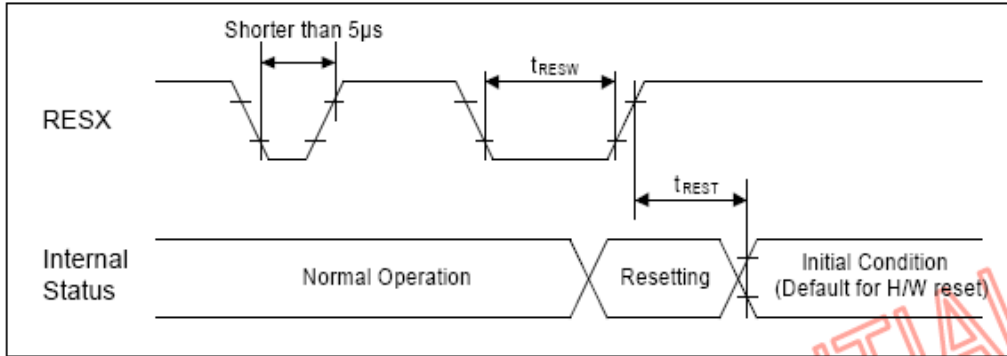 Shorter than 5µs
tRESW
RESX
tREST
Internal
Status
Normal Operation
Resetting
Initial Condition
(Default for H/W reset)